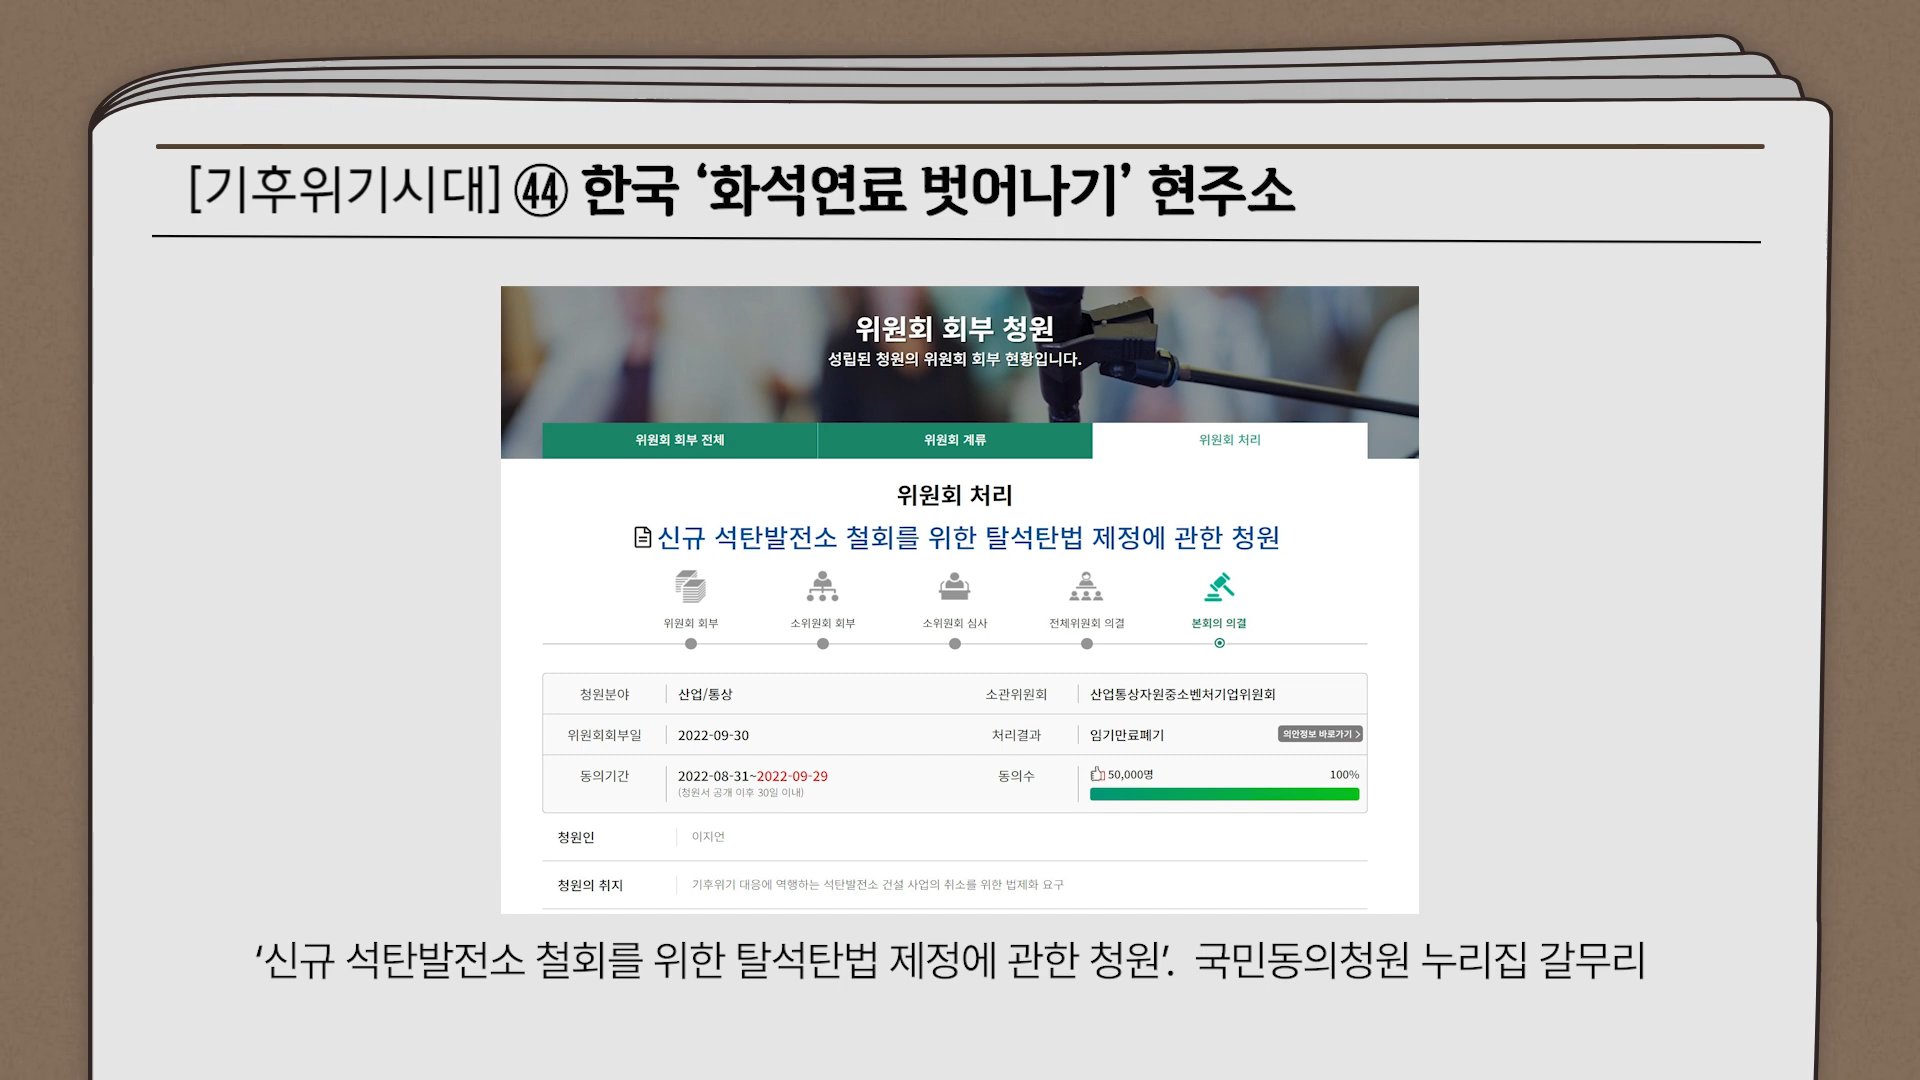 [기후위기시대] ㊹ 한국 ‘화석연료 벗어나기’ 현주소
위원회 회부 청원
성립된 청원의 위원회 회부 현황입니다.
위원회 회부 전체
위원회 계류
위원회 처리
위원회 처리
신규 석탄발전소 철회를 위한 탈석탄법 제정에 관한 청원
위원회 회부
소위원회 회부
소위원회 심사
전체위원회 의결
본회의 의결
청원분야 산업/통상 소관위원회 산업통상자원중소벤처기업위원회
위원회회부일 2022-09-30 처리결과 임기만료폐기 의안정보 바로가기 >
동의기간 2022-08-31~2022-09-29 동의수 50,000명 100%
(청원서 공개 이후 30일 이내)
청원인 이지언
청원의 취지 기후위기 대응에 역행하는 석탄발전소 건설 사업의 취소를 위한 법제화 요구
‘신규 석탄발전소 철회를 위한 탈석탄법 제정에 관한 청원’. 국민동의청원 누리집 갈무리